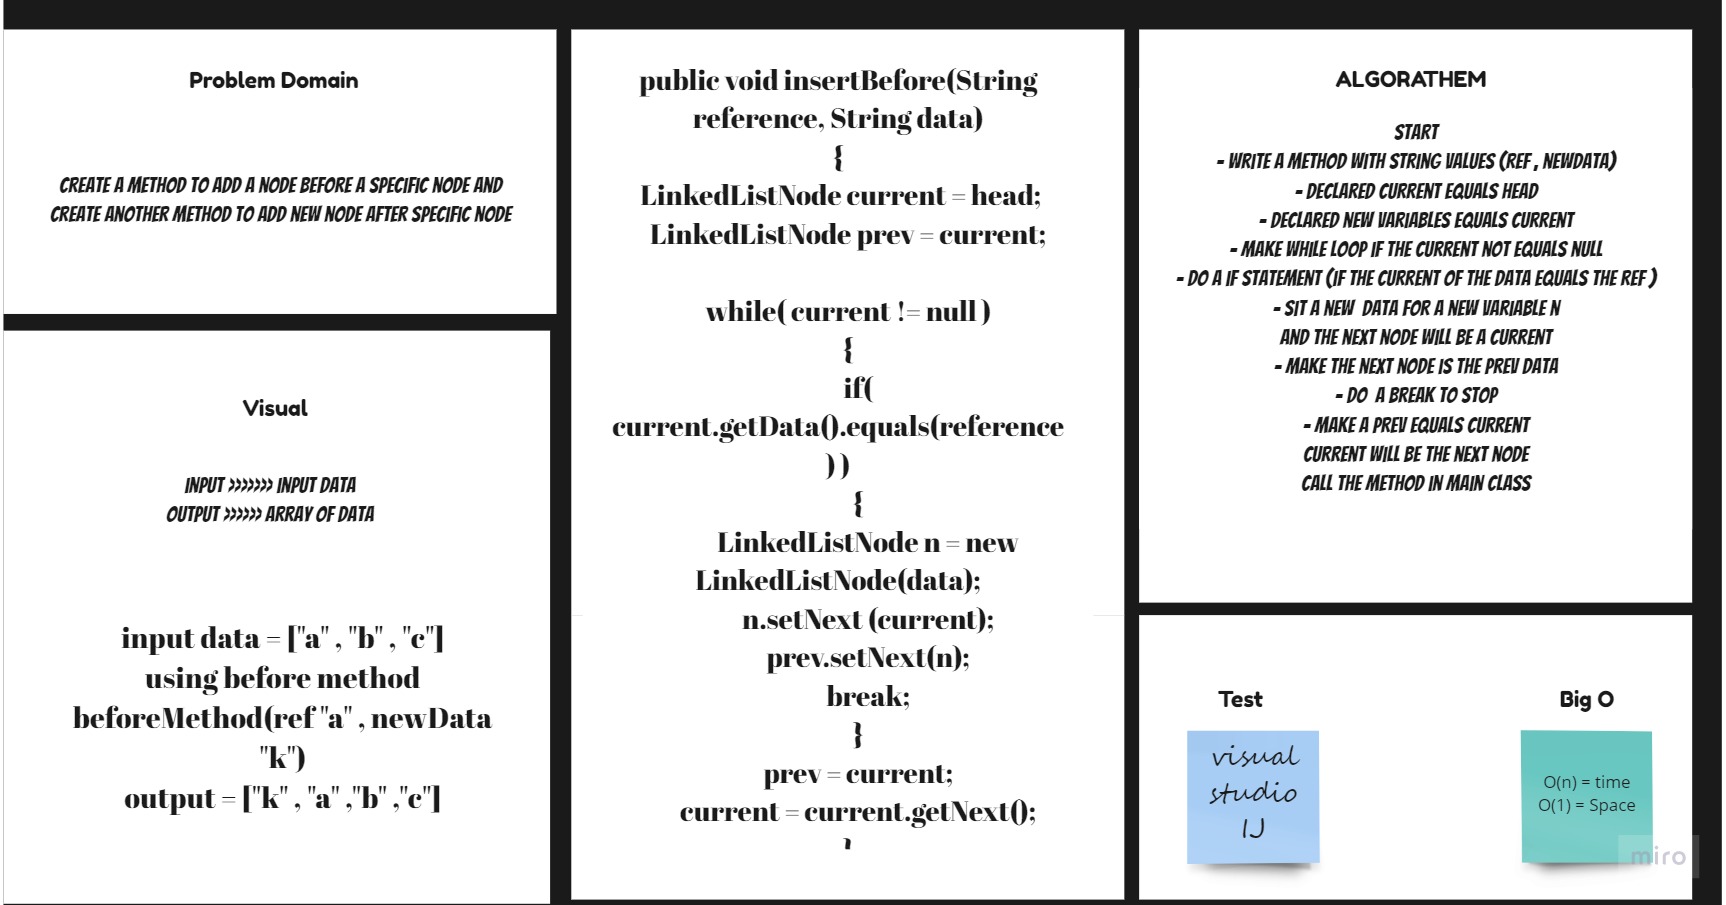 Problem Domain
CREATE A METHOD TO ADD A NODE BEFORE A SPECIFIC NODE AND
CREATE ANOTHER METHOD TO ADD NEW NODE AFTER SPECIFIC NODE
Visual
INPUT >>>>>>> INPUT DATA
OUTPUT >>>>>> ARRAY OF DATA
input data = ["a" , "b" , "c"]
using before method
beforeMethod(ref "a" , newData
"k")
output = ["k" , "a" ,"b" ,"c"]
public void insertBefore(String
reference, String data)
{
LinkedListNode current = head;
LinkedListNode prev = current;
while( current != null )
{
if(
current.getData().equals(reference
) )
{
LinkedListNode n = new
LinkedListNode(data);
n.setNext (current);
prev.setNext(n);
break;
}
prev = current;
current = current.getNext();
}
ALGORATHEM
START
- WRITE A METHOD WITH STRING VALUES (REF , NEWDATA)
- DECLARED CURRENT EQUALS HEAD
- DECLARED NEW VARIABLES EQUALS CURRENT
- MAKE WHILE LOOP IF THE CURRENT NOT EQUALS NULL
- DO A IF STATEMENT (IF THE CURRENT OF THE DATA EQUALS THE REF )
- SIT A NEW  DATA FOR A NEW VARIABLE N
AND THE NEXT NODE WILL BE A CURRENT
- MAKE THE NEXT NODE IS THE PREV DATA
- DO  A BREAK TO STOP
- MAKE A PREV EQUALS CURRENT
CURRENT WILL BE THE NEXT NODE
CALL THE METHOD IN MAIN CLASS
Test
visual
studio
IJ
Big O
O(n) = time
O(1) = Space
miro